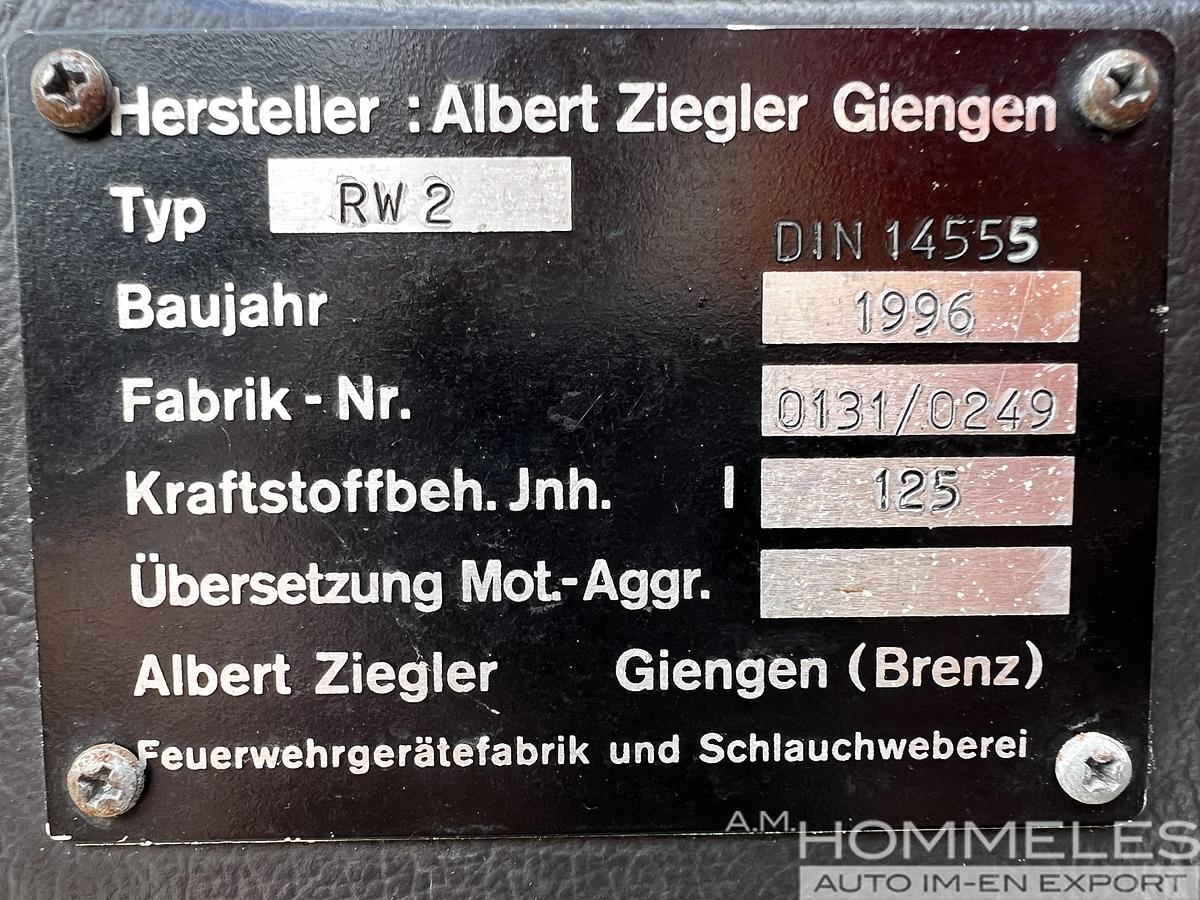 Hersteller : Albert Ziegler Giengen
Typ RW 2
DIN 14555
Baujahr 1996
Fabrik - Nr. 0131/0249
Kraftstoffbeh. Jnh. l 125
Übersetzung Mot.-Aggr.
Albert Ziegler Giengen (Brenz)
Feuerwehrgerätefabrik und Schlauchweberei
A.M. HOMMELES
AUTO IM-EN EXPORT